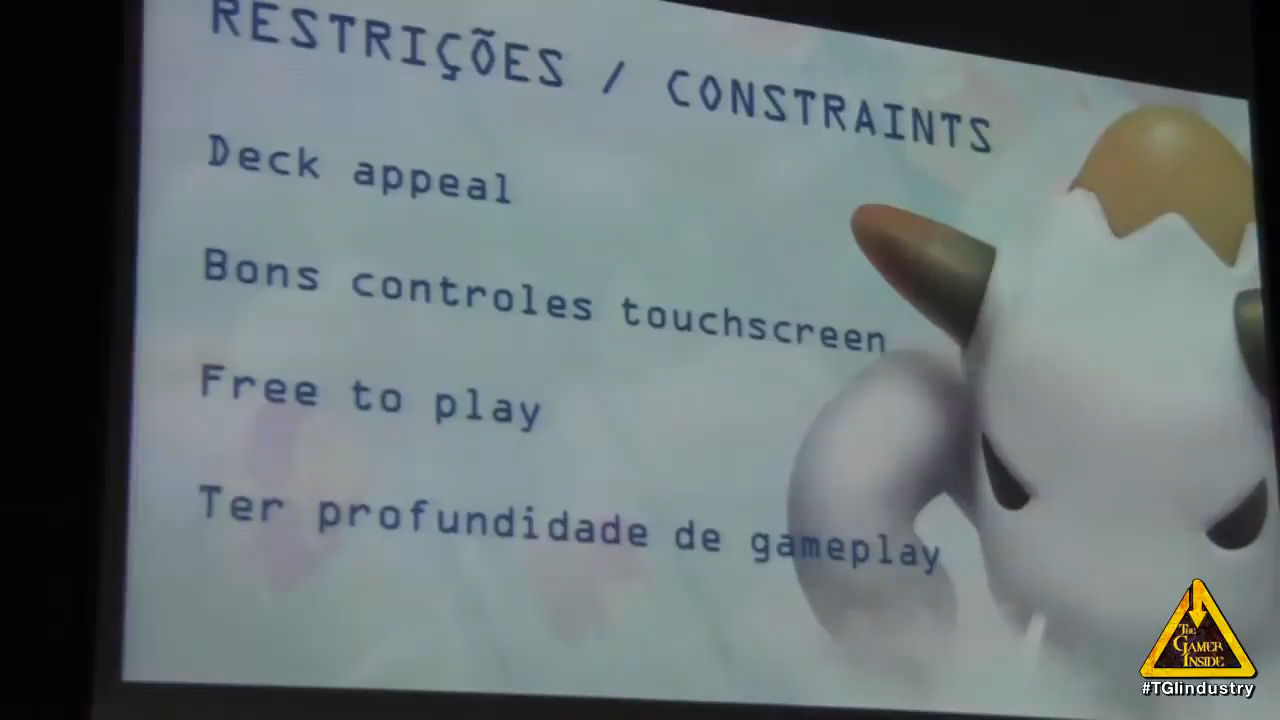 RESTRIÇÕES / CONSTRAINTS
Deck appeal
Bons controles touchscreen
Free to play
Ter profundidade de gameplay
THE
GAMER
INSIDE
#TGIindustry